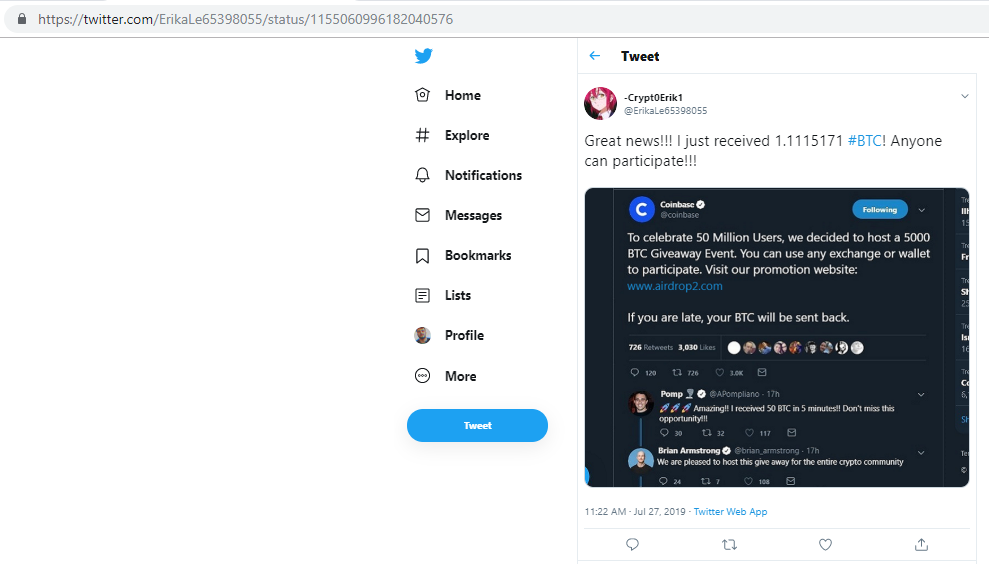 https://twitter.com/ErikaLe65398055/status/1155060996182040576
Home
Explore
Notifications
Messages
Bookmarks
Lists
Profile
More
Tweet
Tweet
-Crypt0Erik1
@ErikaLe65398055
Great news!!! I just received 1.1115171 #BTC! Anyone
can participate!!!
Coinbase
@coinbase
Following
To celebrate 50 Million Users, we decided to host a 5000
BTC Giveaway Event. You can use any exchange or wallet
to participate. Visit our promotion website:
www.airdrop2.com
If you are late, your BTC will be sent back.
726 Retweets 3,030 Likes
120 726 3.0K
Pomp @APompliano · 17h
Amazing!! I received 50 BTC in 5 minutes!! Don't miss this
opportunity!!!
30 32 117
Brian Armstrong @brian_armstrong · 17h
We are pleased to host this give away for the entire crypto community
24 7 108
11:22 AM · Jul 27, 2019 · Twitter Web App